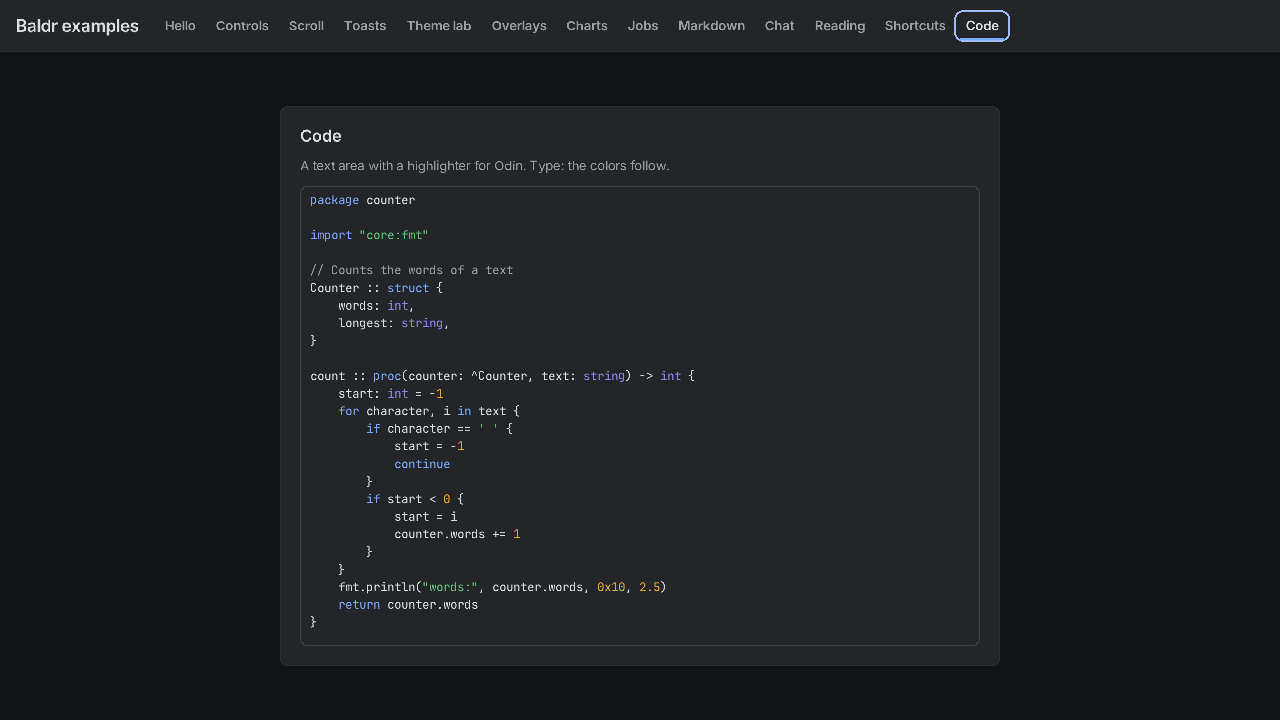 Baldr examples Hello Controls Scroll Toasts Theme lab Overlays Charts Jobs Markdown Chat Reading Shortcuts Code
Code
A text area with a highlighter for Odin. Type: the colors follow.
package counter

import "core:fmt"

// Counts the words of a text
Counter :: struct {
    words: int,
    longest: string,
}

count :: proc(counter: ^Counter, text: string) -> int {
    start: int = -1
    for character, i in text {
        if character == ' ' {
            start = -1
            continue
        }
        if start < 0 {
            start = i
            counter.words += 1
        }
    }
    fmt.println("words:", counter.words, 0x10, 2.5)
    return counter.words
}